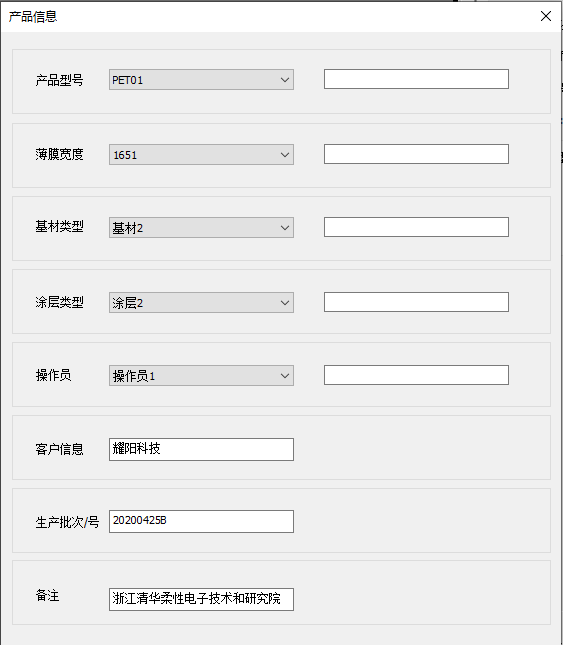 产品信息
产品型号 PET01
薄膜宽度 1651
基材类型 基材2
涂层类型 涂层2
操作员 操作员1
客户信息 耀阳科技
生产批次/号 20200425B
备注 浙江清华柔性电子技术和研究院